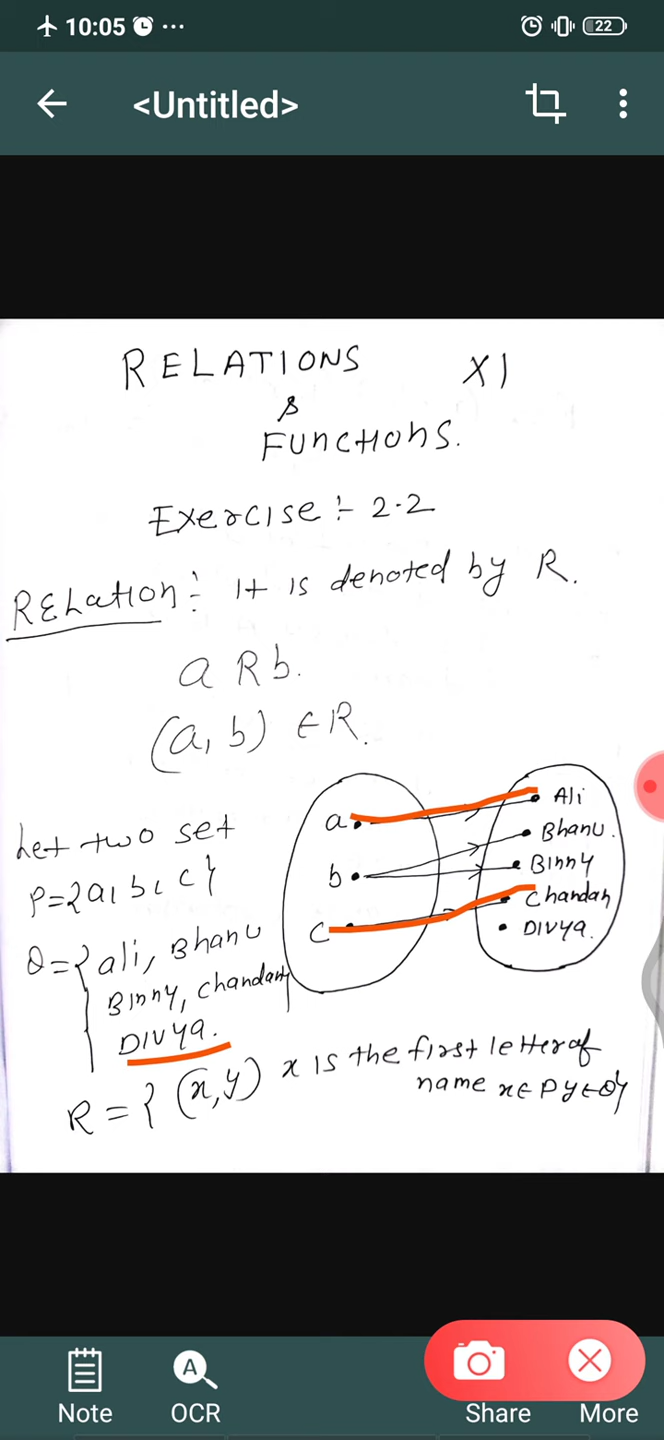 10:05
22
<Untitled>
RELATIONS XI
&
Functions.
Exercise :- 2.2
RELation :- It is denoted by R.
a R b.
(a, b) ∈ R.
Let two set
P={a, b, c}
Q={ali, Bhanu
Binny, Chandan,
DIVYA.
a.
b.
c
Ali
Bhanu.
Binny
Chandan
DIVYA.
R = { (x,y) x is the first letter of
name x∈P y∈Q}
Note
A
OCR
Share
More